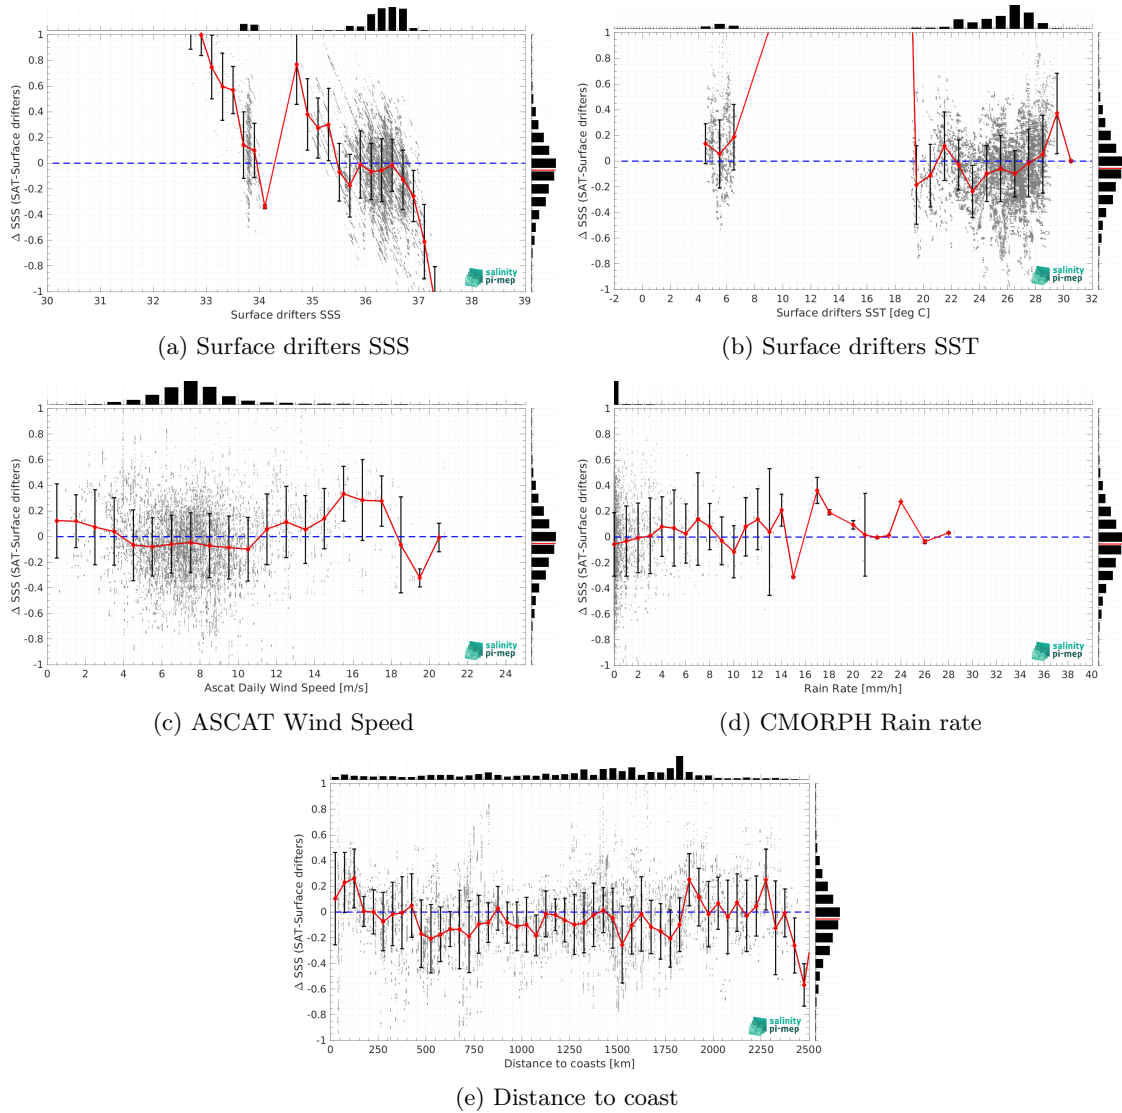 Δ SSS (SAT-Surface drifters)
1
0.8
0.6
0.4
0.2
0
-0.2
-0.4
-0.6
-0.8
-1
30 31 32 33 34 35 36 37 38 39
Surface drifters SSS
salinity
pi-mep
(a) Surface drifters SSS
Δ SSS (SAT-Surface drifters)
1
0.8
0.6
0.4
0.2
0
-0.2
-0.4
-0.6
-0.8
-1
-2 0 2 4 6 8 10 12 14 16 18 20 22 24 26 28 30 32
Surface drifters SST [deg C]
salinity
pi-mep
(b) Surface drifters SST
Δ SSS (SAT-Surface drifters)
1
0.8
0.6
0.4
0.2
0
-0.2
-0.4
-0.6
-0.8
-1
0 2 4 6 8 10 12 14 16 18 20 22 24
Ascat Daily Wind Speed [m/s]
salinity
pi-mep
(c) ASCAT Wind Speed
Δ SSS (SAT-Surface drifters)
1
0.8
0.6
0.4
0.2
0
-0.2
-0.4
-0.6
-0.8
-1
0 2 4 6 8 10 12 14 16 18 20 22 24 26 28 30 32 34 36 38 40
Rain Rate [mm/h]
salinity
pi-mep
(d) CMORPH Rain rate
Δ SSS (SAT-Surface drifters)
1
0.8
0.6
0.4
0.2
0
-0.2
-0.4
-0.6
-0.8
-1
0 250 500 750 1000 1250 1500 1750 2000 2250 2500
Distance to coasts [km]
salinity
pi-mep
(e) Distance to coast